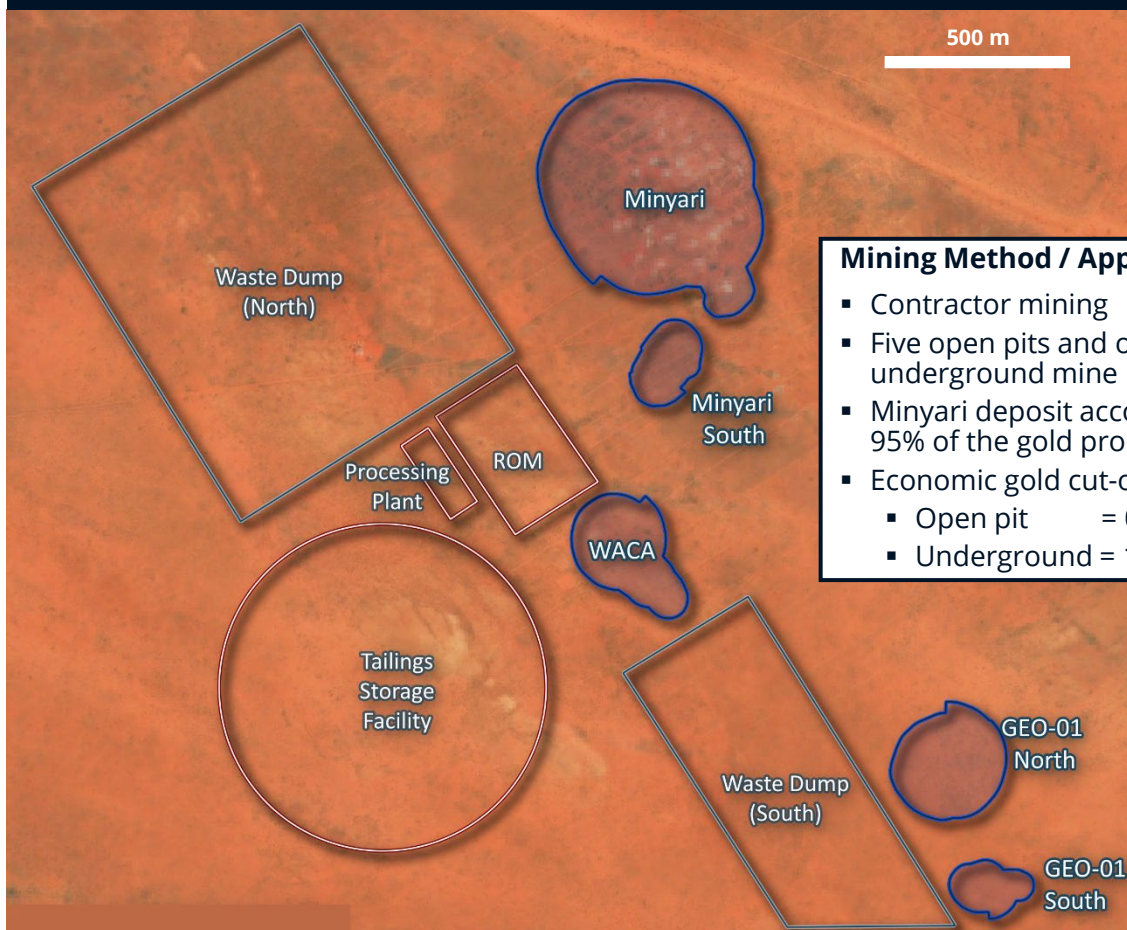 500 m
Minyari
Waste Dump
(North)
Mining Method / App
▪ Contractor mining
▪ Five open pits and o
underground mine
▪ Minyari deposit acco
95% of the gold pro
▪ Economic gold cut-o
▪ Open pit = 
▪ Underground = 
Minyari
South
ROM
Processing
Plant
WACA
Tailings
Storage
Facility
GEO-01
North
Waste Dump
(South)
GEO-01
South